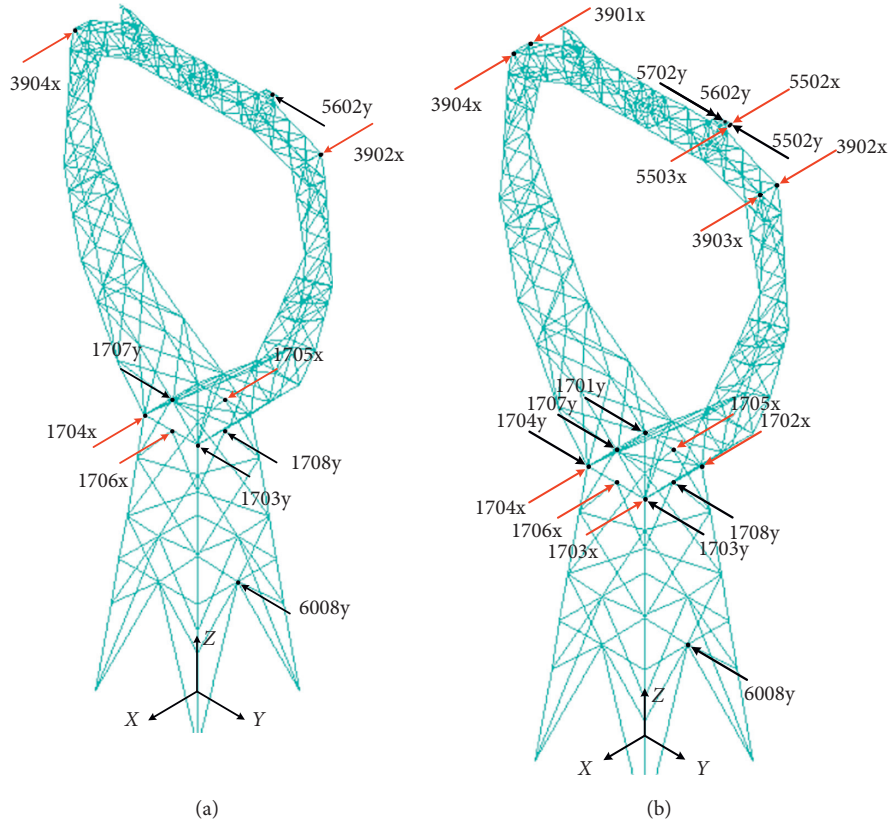 3904x
5602y
3902x
1707y
1705x
1704x
1706x
1708y
1703y
6008y
Z
X
Y
(a)
3901x
3904x
5702y
5602y
5502x
5502y
5503x
3902x
3903x
1701y
1707y
1704y
1705x
1702x
1704x
1706x
1703x
1708y
1703y
6008y
Z
X
Y
(b)